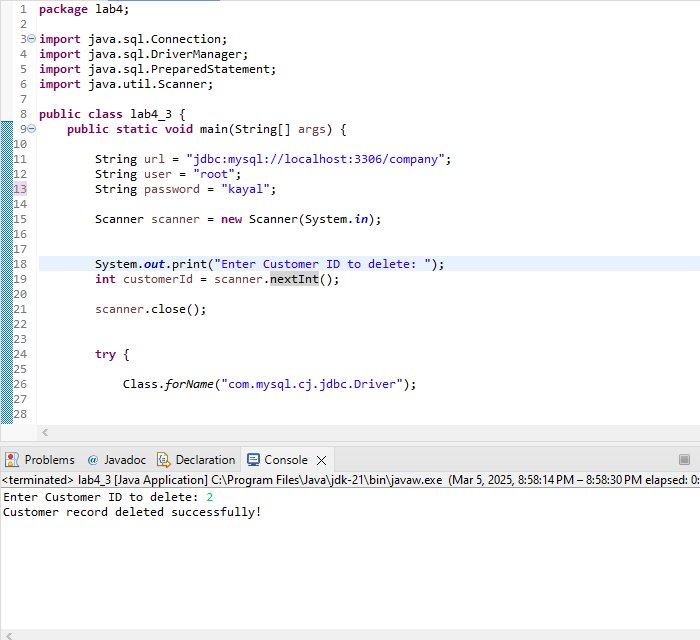 1 package lab4;
2
3 import java.sql.Connection;
4 import java.sql.DriverManager;
5 import java.sql.PreparedStatement;
6 import java.util.Scanner;
7
8 public class lab4_3 {
9 public static void main(String[] args) {
10
11 String url = "jdbc:mysql://localhost:3306/company";
12 String user = "root";
13 String password = "kayal";
14
15 Scanner scanner = new Scanner(System.in);
16
17
18 System.out.print("Enter Customer ID to delete: ");
19 int customerId = scanner.nextInt();
20
21 scanner.close();
22
23
24 try {
25
26 Class.forName("com.mysql.cj.jdbc.Driver");
27
28
Problems @ Javadoc Declaration Console
<terminated> lab4_3 [Java Application] C:\Program Files\Java\jdk-21\bin\javaw.exe (Mar 5, 2025, 8:58:14 PM – 8:58:30 PM elapsed: 0:
Enter Customer ID to delete: 2
Customer record deleted successfully!